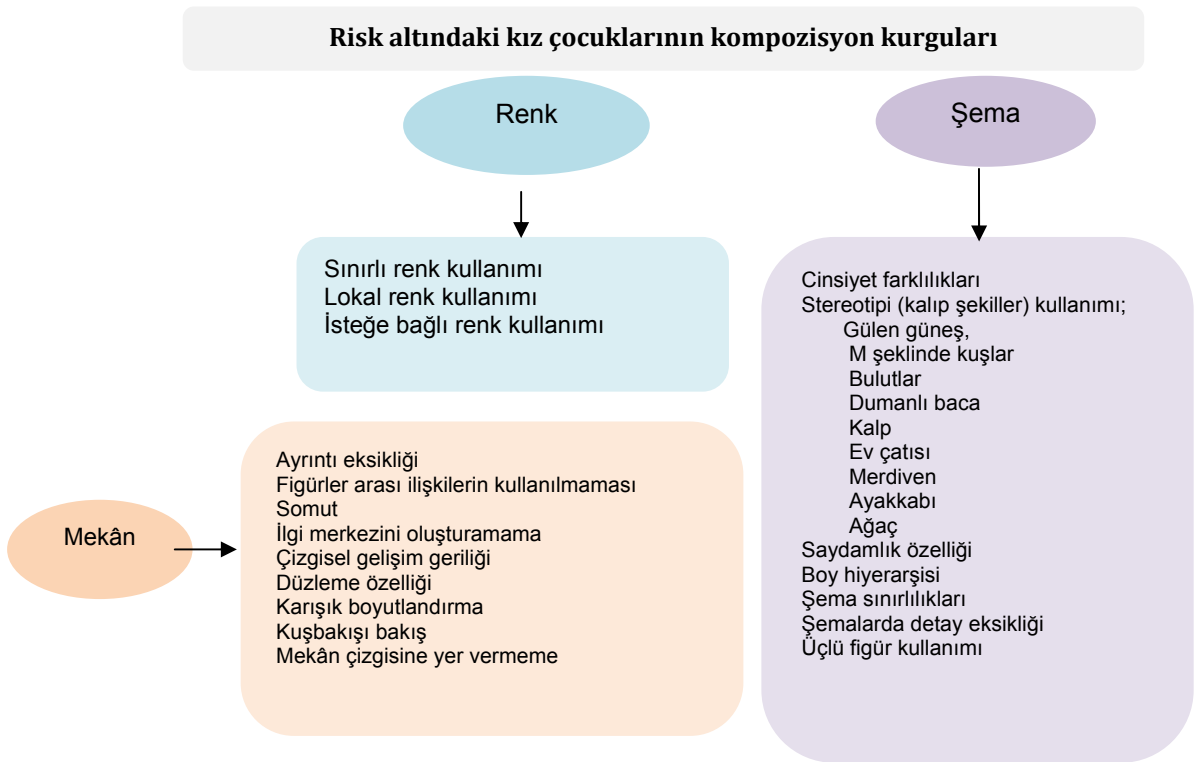 Risk altındaki kız çocuklarının kompozisyon kurguları
Renk
Sınırlı renk kullanımı
Lokal renk kullanımı
İsteğe bağlı renk kullanımı
Şema
Cinsiyet farklılıkları
Stereotipi (kalıp şekiller) kullanımı;
Gülen güneş,
M şeklinde kuşlar
Bulutlar
Dumanlı baca
Kalp
Ev çatısı
Merdiven
Ayakkabı
Ağaç
Saydamlık özelliği
Boy hiyerarşisi
Şema sınırlılıkları
Şemalarda detay eksikliği
Üçlü figür kullanımı
Mekân
Ayrıntı eksikliği
Figürler arası ilişkilerin kullanılmaması
Somut
İlgi merkezini oluşturamama
Çizgisel gelişim geriliği
Düzleme özelliği
Karışık boyutlandırma
Kuşbakışı bakış
Mekân çizgisine yer vermeme